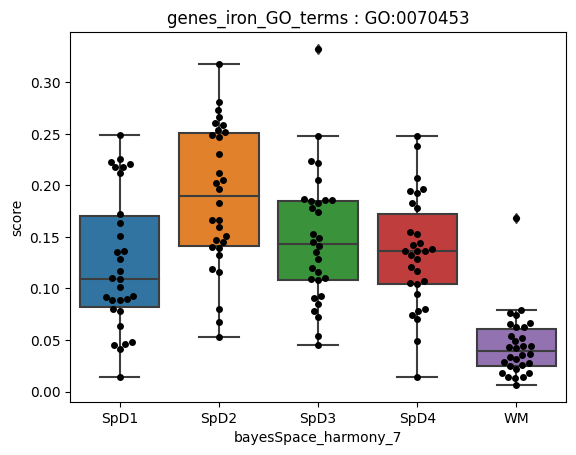 genes_iron_GO_terms : GO:0070453
0.30
0.25
0.20
0.15
0.10
0.05
0.00
score
SpD1 SpD2 SpD3 SpD4 WM
bayesSpace_harmony_7